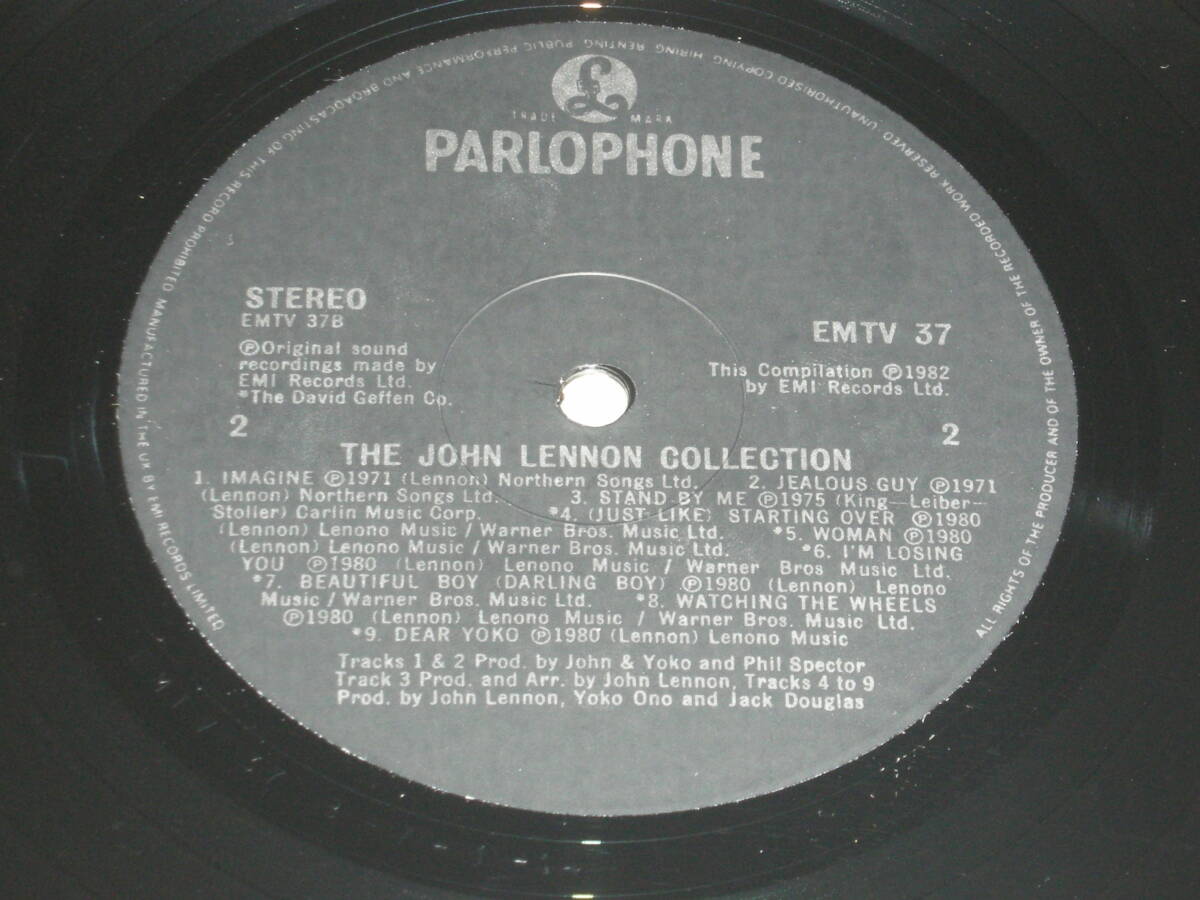 ALL RIGHTS OF THE PRODUCER AND OF THE OWNER OF THE RECORDED WORK RESERVED UNAUTHORISED COPYING HIRING RENTING PUBLIC PERFORMANCE AND BROADCASTING OF THIS RECORD PROHIBITED MANUFACTURED IN THE UK BY EMI RECORDS LIMITED
£
TRADE MARK
PARLOPHONE
STEREO
EMTV 37B
℗Original sound
recordings made by
EMI Records Ltd.
*The David Geffen Co.
2
EMTV 37
This Compilation ℗1982
by EMI Records Ltd.
2
THE JOHN LENNON COLLECTION
1. IMAGINE ℗1971 (Lennon) Northern Songs Ltd. 2. JEALOUS GUY ℗1971
(Lennon) Northern Songs Ltd. 3. STAND BY ME ℗1975 (King—Leiber—
Stoller) Carlin Music Corp. *4. (JUST LIKE) STARTING OVER ℗1980
(Lennon) Lenono Music / Warner Bros. Music Ltd. *5. WOMAN ℗1980
(Lennon) Lenono Music / Warner Bros. Music Ltd. *6. I'M LOSING
YOU ℗1980 (Lennon) Lenono Music / Warner Bros Music Ltd.
*7. BEAUTIFUL BOY (DARLING BOY) ℗1980 (Lennon) Lenono
Music / Warner Bros. Music Ltd. *8. WATCHING THE WHEELS
℗1980 (Lennon) Lenono Music / Warner Bros. Music Ltd.
*9. DEAR YOKO ℗1980 (Lennon) Lenono Music
Tracks 1 & 2 Prod. by John & Yoko and Phil Spector
Track 3 Prod. and Arr. by John Lennon, Tracks 4 to 9
Prod. by John Lennon, Yoko Ono and Jack Douglas